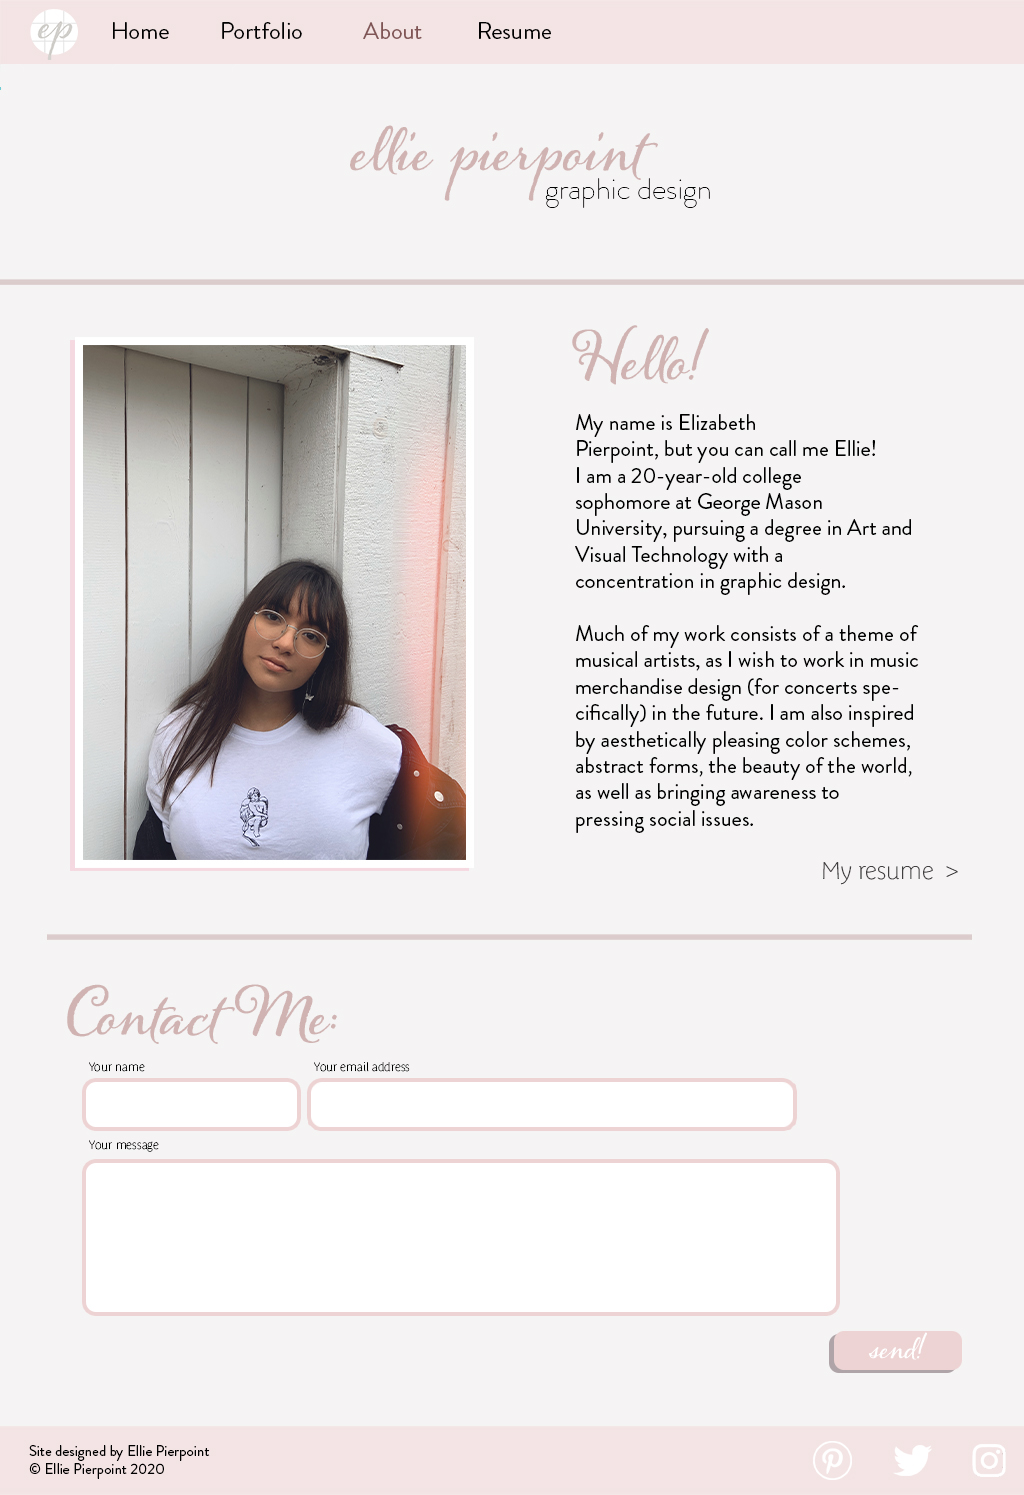 ep
Home Portfolio About Resume
ellie pierpoint
graphic design
Hello!
My name is Elizabeth
Pierpoint, but you can call me Ellie!
I am a 20-year-old college
sophomore at George Mason
University, pursuing a degree in Art and
Visual Technology with a
concentration in graphic design.
Much of my work consists of a theme of
musical artists, as I wish to work in music
merchandise design (for concerts spe-
cifically) in the future. I am also inspired
by aesthetically pleasing color schemes,
abstract forms, the beauty of the world,
as well as bringing awareness to
pressing social issues.
My resume >
Contact Me:
Your name Your email address
Your message
send!
Site designed by Ellie Pierpoint
© Ellie Pierpoint 2020